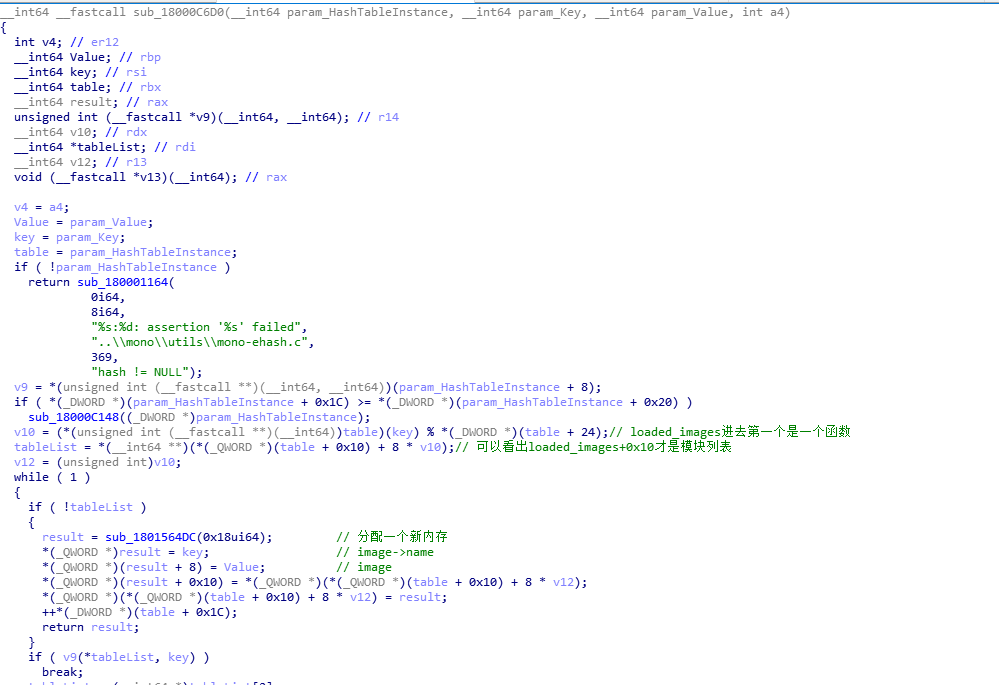 __int64 __fastcall sub_18000C6D0(__int64 param_HashTableInstance, __int64 param_Key, __int64 param_Value, int a4)
{
  int v4; // er12
  __int64 Value; // rbp
  __int64 key; // rsi
  __int64 table; // rbx
  __int64 result; // rax
  unsigned int (__fastcall *v9)(__int64, __int64); // r14
  __int64 v10; // rdx
  __int64 *tableList; // rdi
  __int64 v12; // r13
  void (__fastcall *v13)(__int64); // rax
  v4 = a4;
  Value = param_Value;
  key = param_Key;
  table = param_HashTableInstance;
  if ( !param_HashTableInstance )
    return sub_180001164(
             0i64,
             8i64,
             "%s:%d: assertion '%s' failed",
             "..\\mono\\utils\\mono-ehash.c",
             369,
             "hash != NULL");
  v9 = *(unsigned int (__fastcall **)(__int64, __int64))(param_HashTableInstance + 8);
  if ( *(_DWORD *)(param_HashTableInstance + 0x1C) >= *(_DWORD *)(param_HashTableInstance + 0x20) )
    sub_18000C148((_DWORD *)param_HashTableInstance);
  v10 = (*(unsigned int (__fastcall **)(__int64))table)(key) % *(_DWORD *)(table + 24);// loaded_images进去第一个是一个函数
  tableList = *(__int64 **)(*(_QWORD *)(table + 0x10) + 8 * v10);// 可以看出loaded_images+0x10才是模块列表
  v12 = (unsigned int)v10;
  while ( 1 )
  {
    if ( !tableList )
    {
      result = sub_1801564DC(0x18ui64);         // 分配一个新内存
      *(_QWORD *)result = key;                  // image->name
      *(_QWORD *)(result + 8) = Value;          // image
      *(_QWORD *)(result + 0x10) = *(_QWORD *)(*(_QWORD *)(table + 0x10) + 8 * v12);
      *(_QWORD *)(*(_QWORD *)(table + 0x10) + 8 * v12) = result;
      ++*(_DWORD *)(table + 0x1C);
      return result;
    }
    if ( v9(*tableList, key) )
      break;